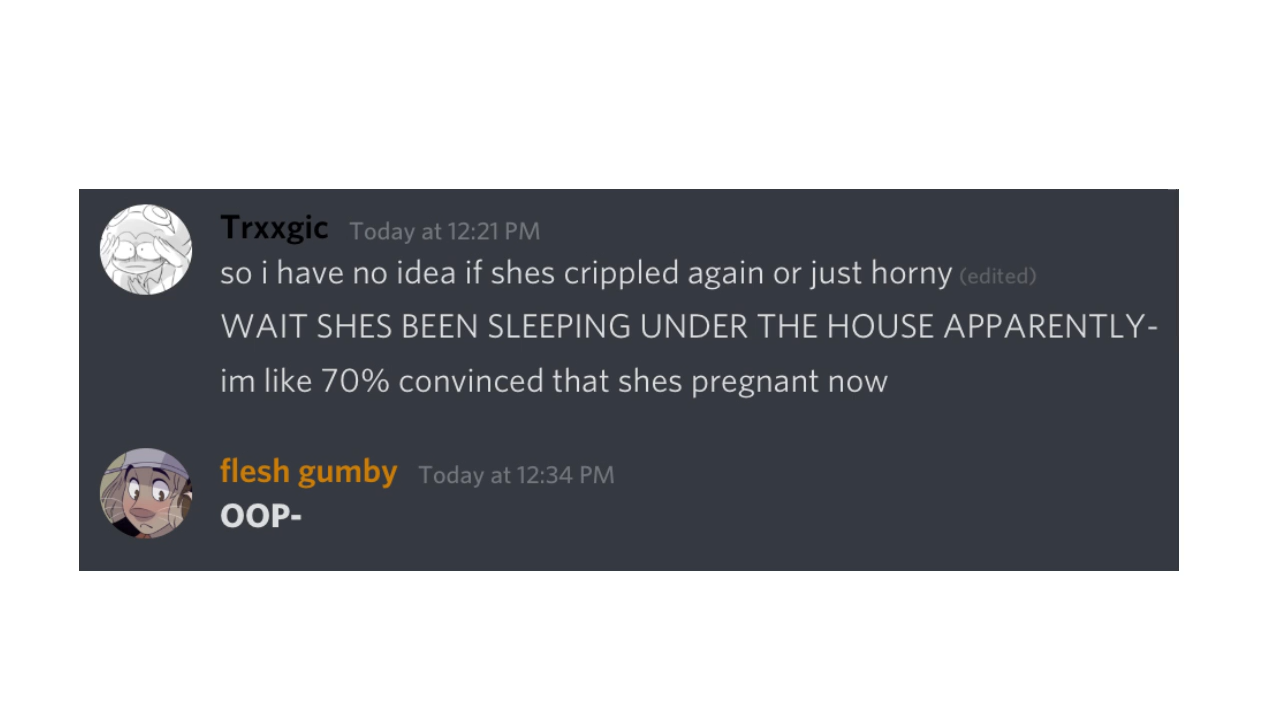 Trxxgic Today at 12:21 PM
so i have no idea if shes crippled again or just horny (edited)
WAIT SHES BEEN SLEEPING UNDER THE HOUSE APPARENTLY-
im like 70% convinced that shes pregnant now
flesh gumby Today at 12:34 PM
OOP-